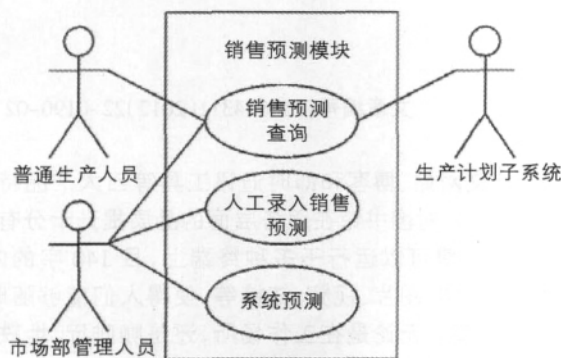 销售预测模块
销售预测
查询
普通生产人员
生产计划子系统
人工录入销售
预测
系统预测
市场部管理人员